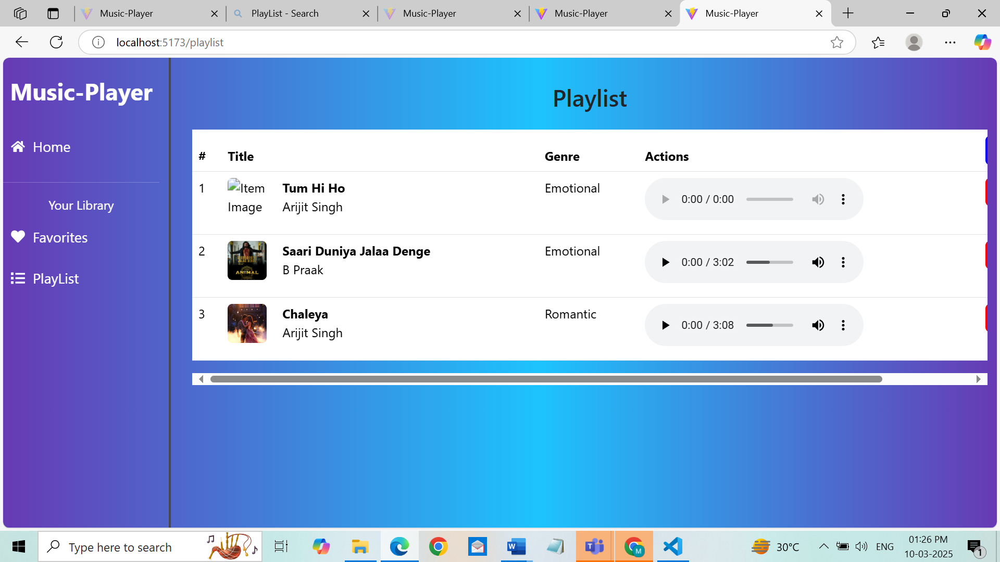 Music-Player
PlayList - Search
Music-Player
Music-Player
Music-Player
localhost:5173/playlist
Music-Player
Home
Your Library
Favorites
PlayList
Playlist
# Title Genre Actions
1 Item Image Tum Hi Ho Emotional 0:00 / 0:00
Arijit Singh
2 Saari Duniya Jalaa Denge Emotional 0:00 / 3:02
B Praak
ANIMAL
3 Chaleya Romantic 0:00 / 3:08
Arijit Singh
Type here to search
30°C
ENG
01:26 PM
10-03-2025
1